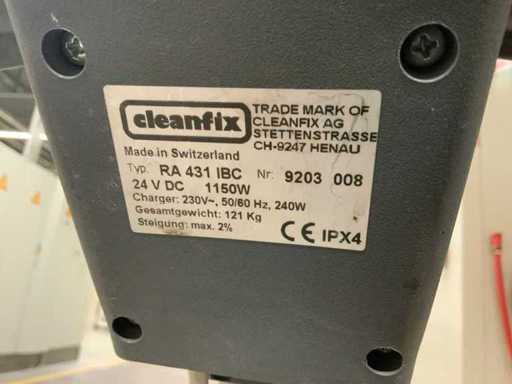 cleanfix
TRADE MARK OF
CLEANFIX AG
STETTENSTRASSE
CH-9247 HENAU
Made in Switzerland
Typ: RA 431 IBC Nr: 9203 008
24 V DC 1150W
Charger: 230V~, 50/60 Hz, 240W
Gesamtgewicht: 121 Kg
Steigung: max. 2%
CE IPX4